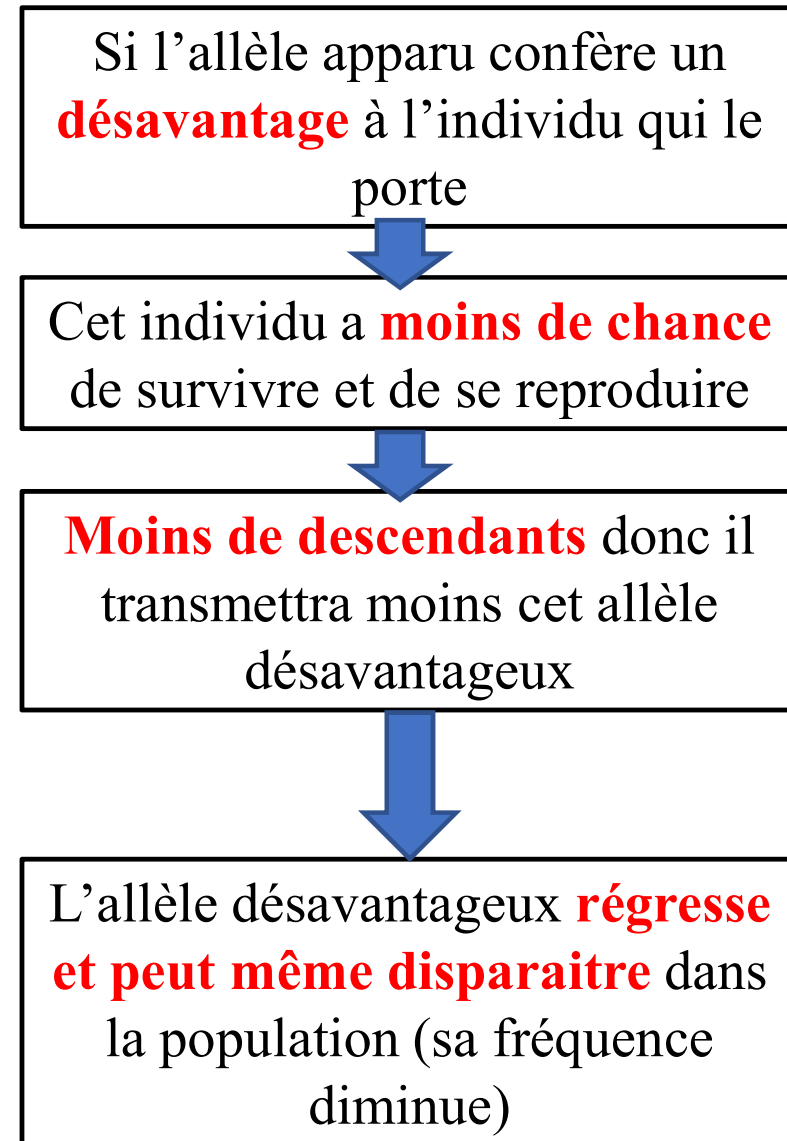 Si l’allèle apparu confère un
désavantage à l’individu qui le
porte
Cet individu a moins de chance
de survivre et de se reproduire
Moins de descendants donc il
transmettra moins cet allèle
désavantageux
L’allèle désavantageux régresse
et peut même disparaitre dans
la population (sa fréquence
diminue)